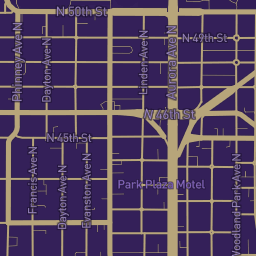 N 50th St
N 49th St
Phinney Ave N
Dayton Ave N
Linden Ave N
Aurora Ave N
N 46th St
N 45th St
Francis Ave N
Dayton Ave N
Evanston Ave N
Park Plaza Motel
Woodland Park Ave N